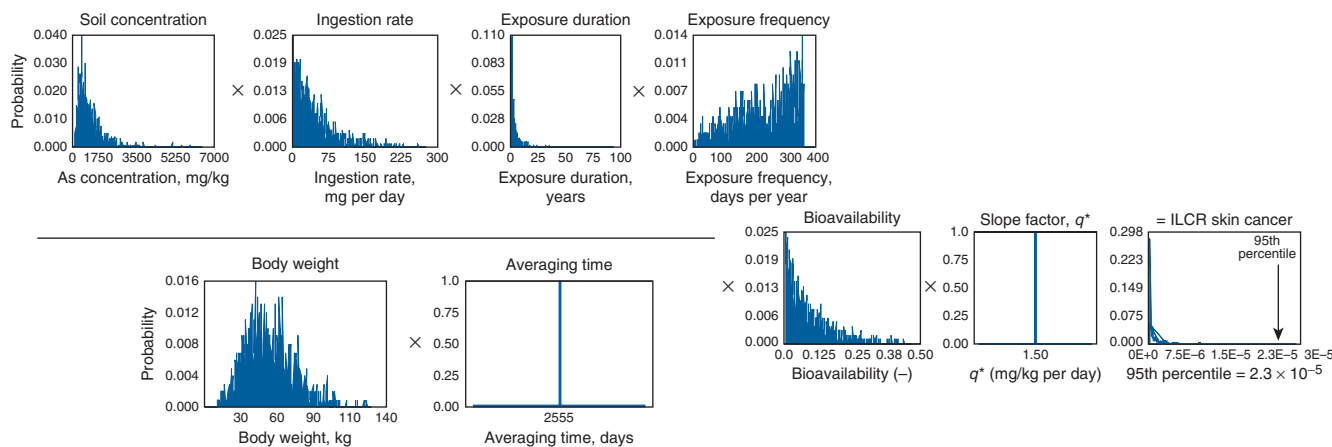 Soil concentration
Probability
0.040
0.030
0.020
0.010
0.000
0 1750 3500 5250 7000
As concentration, mg/kg
×
Ingestion rate
0.025
0.019
0.013
0.006
0.000
0 75 150 225 300
Ingestion rate,
mg per day
×
Exposure duration
0.110
0.083
0.055
0.028
0.000
0 25 50 75 100
Exposure duration,
years
×
Exposure frequency
0.014
0.011
0.007
0.004
0.000
0 100 200 300 400
Exposure frequency,
days per year
Body weight
Probability
0.016
0.012
0.008
0.004
0.000
30 60 90 110 140
Body weight, kg
×
Averaging time
1.0
0.75
0.50
0.25
0.00
2555
Averaging time, days
×
Bioavailability
0.025
0.019
0.013
0.006
0.000
0.0 0.125 0.25 0.38 0.50
Bioavailability (–)
×
Slope factor, q*
1.0
0.75
0.50
0.25
0.00
1.50
q* (mg/kg per day)
= ILCR skin cancer
0.298
0.223
0.149
0.075
0.000
95th
percentile
0E+0 7.5E–6 1.5E–5 2.3E–5 3E–5
95th percentile = 2.3 × 10–5